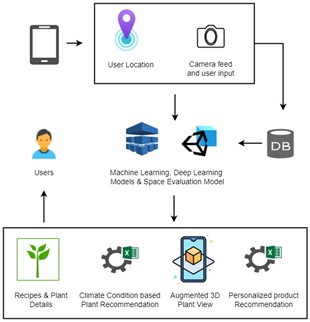 User Location
Camera feed
and user input
DB
Users
Machine Learning, Deep Learning
Models & Space Evaluation Model
Recipes & Plant
Details
Climate Condition based
Plant Recommendation
Augmented 3D
Plant View
Personalized product
Recommendation